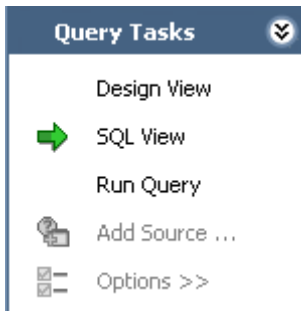 Query Tasks
Design View
SQL View
Run Query
Add Source ...
Options >>